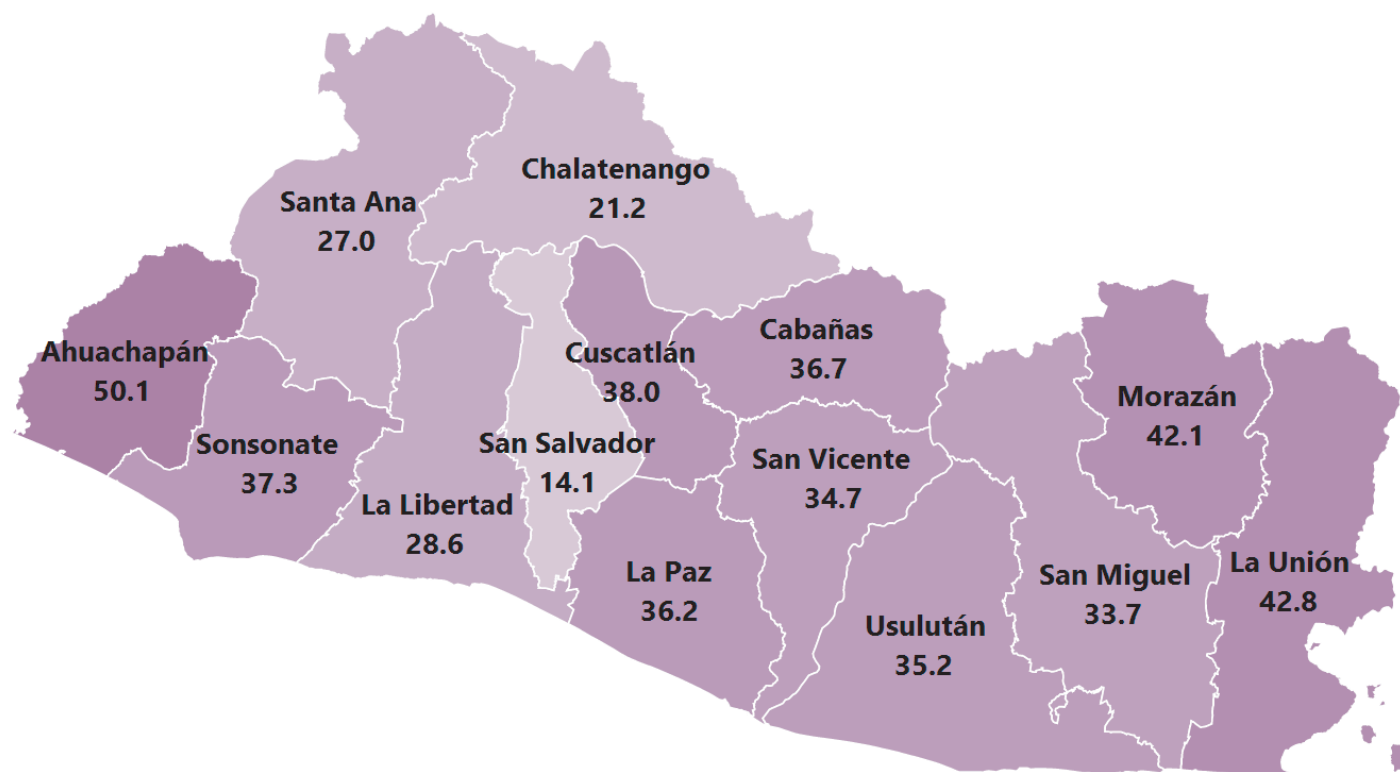 Chalatenango
21.2
Santa Ana
27.0
Ahuachapán
50.1
Cabañas
36.7
Cuscatlán
38.0
Morazán
42.1
Sonsonate
37.3
San Salvador
14.1
San Vicente
34.7
La Libertad
28.6
La Paz
36.2
San Miguel
33.7
La Unión
42.8
Usulután
35.2